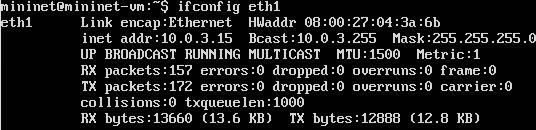 mininet@mininet-vm:~$ ifconfig eth1
eth1 Link encap:Ethernet HWaddr 08:00:27:04:3a:6b
inet addr:10.0.3.15 Bcast:10.0.3.255 Mask:255.255.255.0
UP BROADCAST RUNNING MULTICAST MTU:1500 Metric:1
RX packets:157 errors:0 dropped:0 overruns:0 frame:0
TX packets:172 errors:0 dropped:0 overruns:0 carrier:0
collisions:0 txqueuelen:1000
RX bytes:13660 (13.6 KB) TX bytes:12888 (12.8 KB)